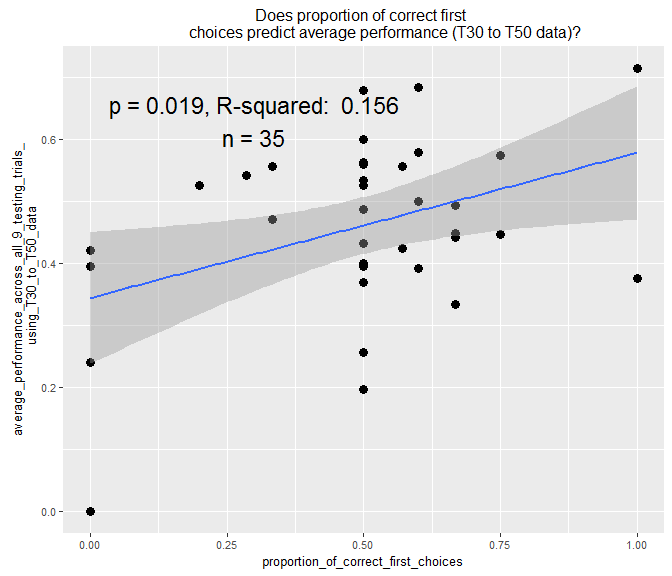 Does proportion of correct first
choices predict average performance (T30 to T50 data)?
p = 0.019, R-squared: 0.156
n = 35
average_performance_across_all_9_testing_trials_
using_T30_to_T50_data
0.6
0.4
0.2
0.0
0.00 0.25 0.50 0.75 1.00
proportion_of_correct_first_choices